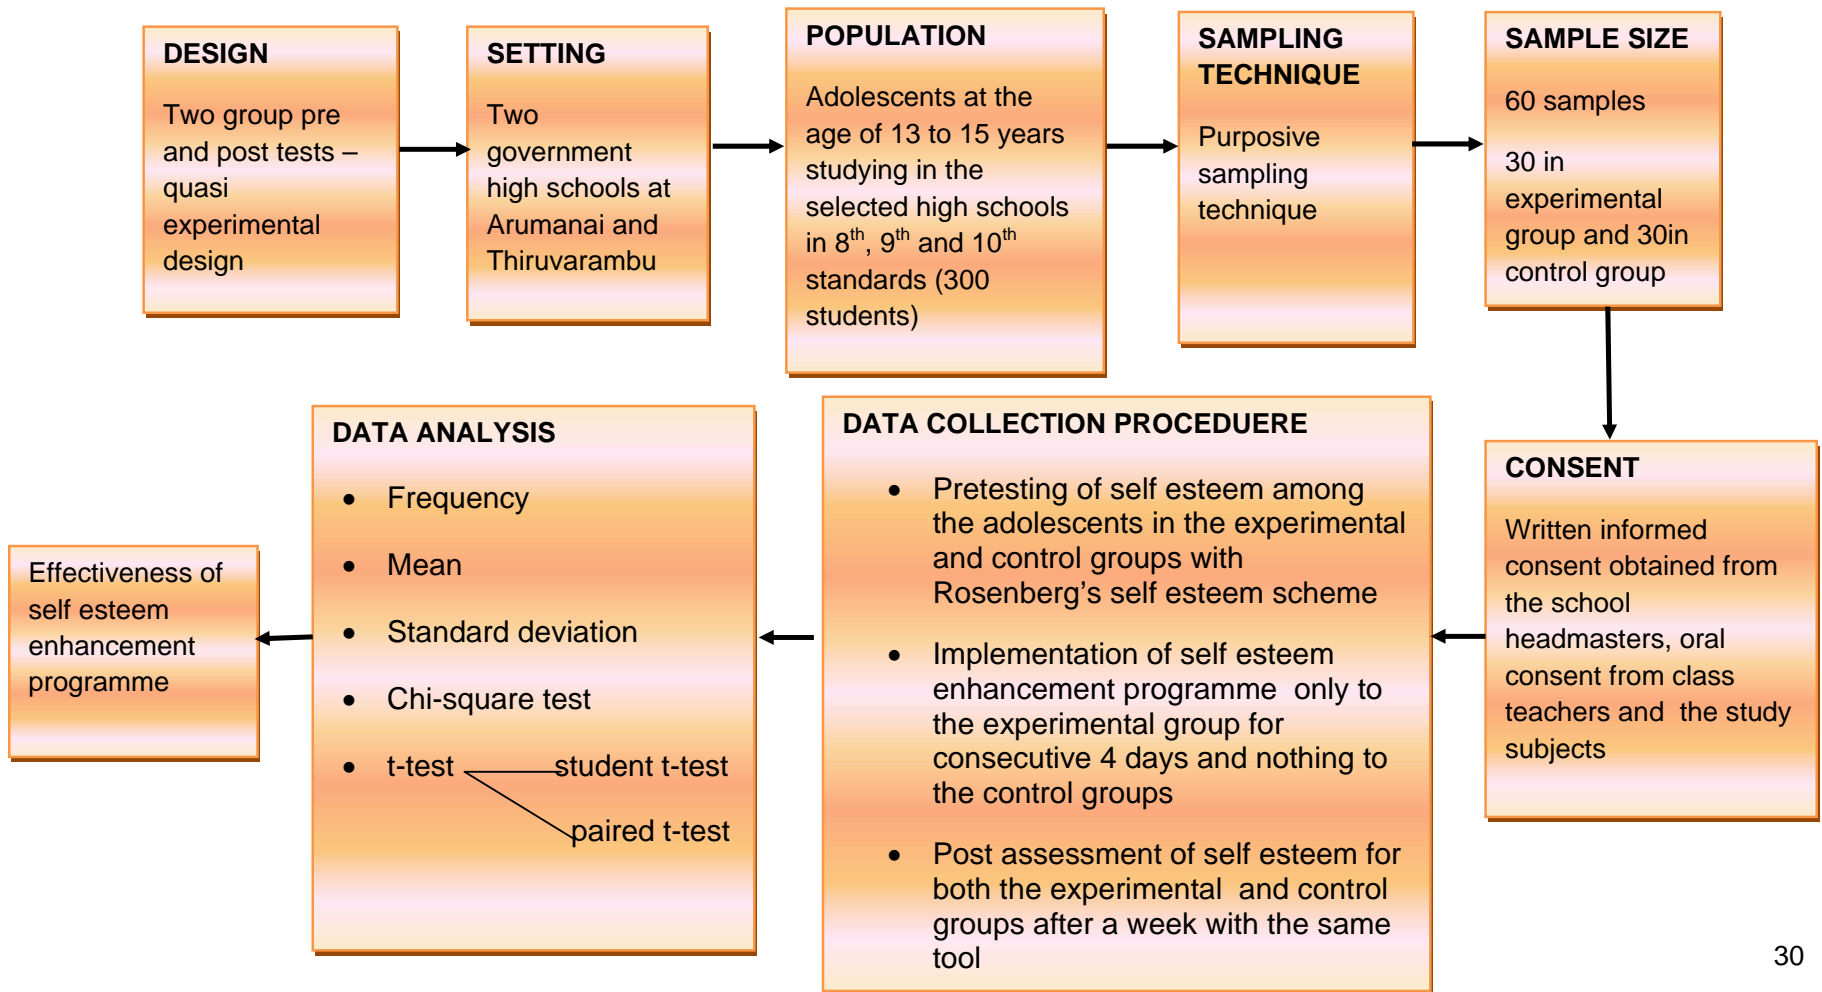 DESIGN
Two group pre
and post tests –
quasi
experimental
design
SETTING
Two
government
high schools at
Arumanai and
Thiruvarambu
POPULATION
Adolescents at the
age of 13 to 15 years
studying in the
selected high schools
in 8th, 9th and 10th
standards (300
students)
SAMPLING
TECHNIQUE
Purposive
sampling
technique
SAMPLE SIZE
60 samples
30 in
experimental
group and 30in
control group
CONSENT
Written informed
consent obtained from
the school
headmasters, oral
consent from class
teachers and  the study
subjects
DATA COLLECTION PROCEDUERE
• Pretesting of self esteem among
the adolescents in the experimental
and control groups with
Rosenberg’s self esteem scheme
• Implementation of self esteem
enhancement programme  only to
the experimental group for
consecutive 4 days and nothing to
the control groups
• Post assessment of self esteem for
both the experimental  and control
groups after a week with the same
tool
DATA ANALYSIS
• Frequency
• Mean
• Standard deviation
• Chi-square test
• t-test student t-test
paired t-test
Effectiveness of
self esteem
enhancement
programme
30